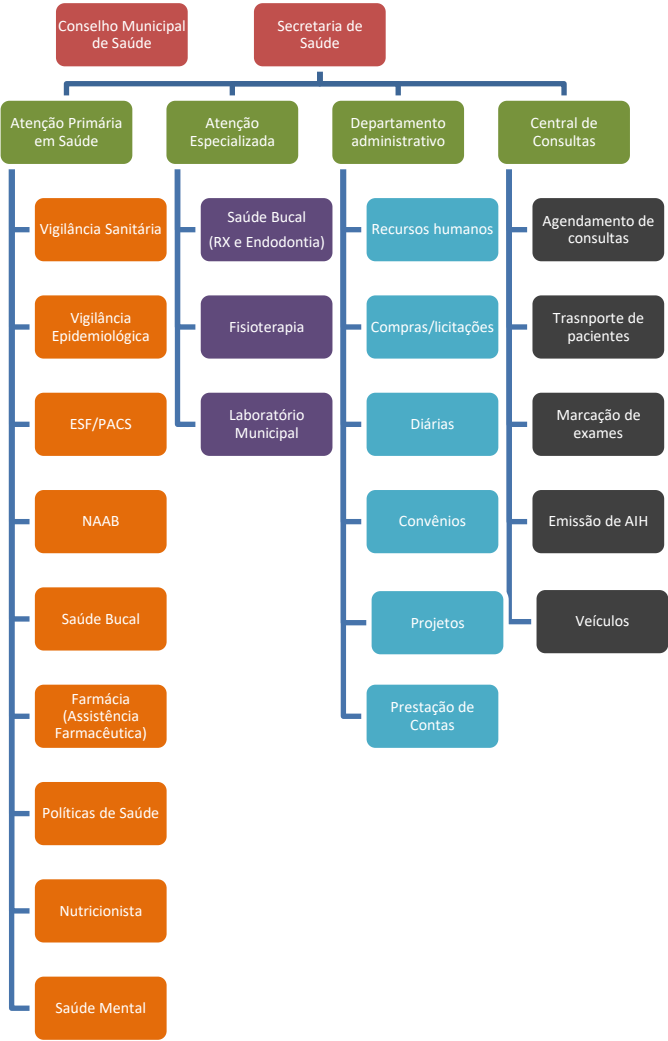 Conselho Municipal
de Saúde
Secretaria de
Saúde
Atenção Primária
em Saúde
Atenção
Especializada
Departamento
administrativo
Central de
Consultas
Vigilância Sanitária
Vigilância
Epidemiológica
ESF/PACS
NAAB
Saúde Bucal
Farmácia
(Assistência
Farmacêutica)
Políticas de Saúde
Nutricionista
Saúde Mental
Saúde Bucal
(RX e Endodontia)
Fisioterapia
Laboratório
Municipal
Recursos humanos
Compras/licitações
Diárias
Convênios
Projetos
Prestação de
Contas
Agendamento de
consultas
Trasnporte de
pacientes
Marcação de
exames
Emissão de AIH
Veículos